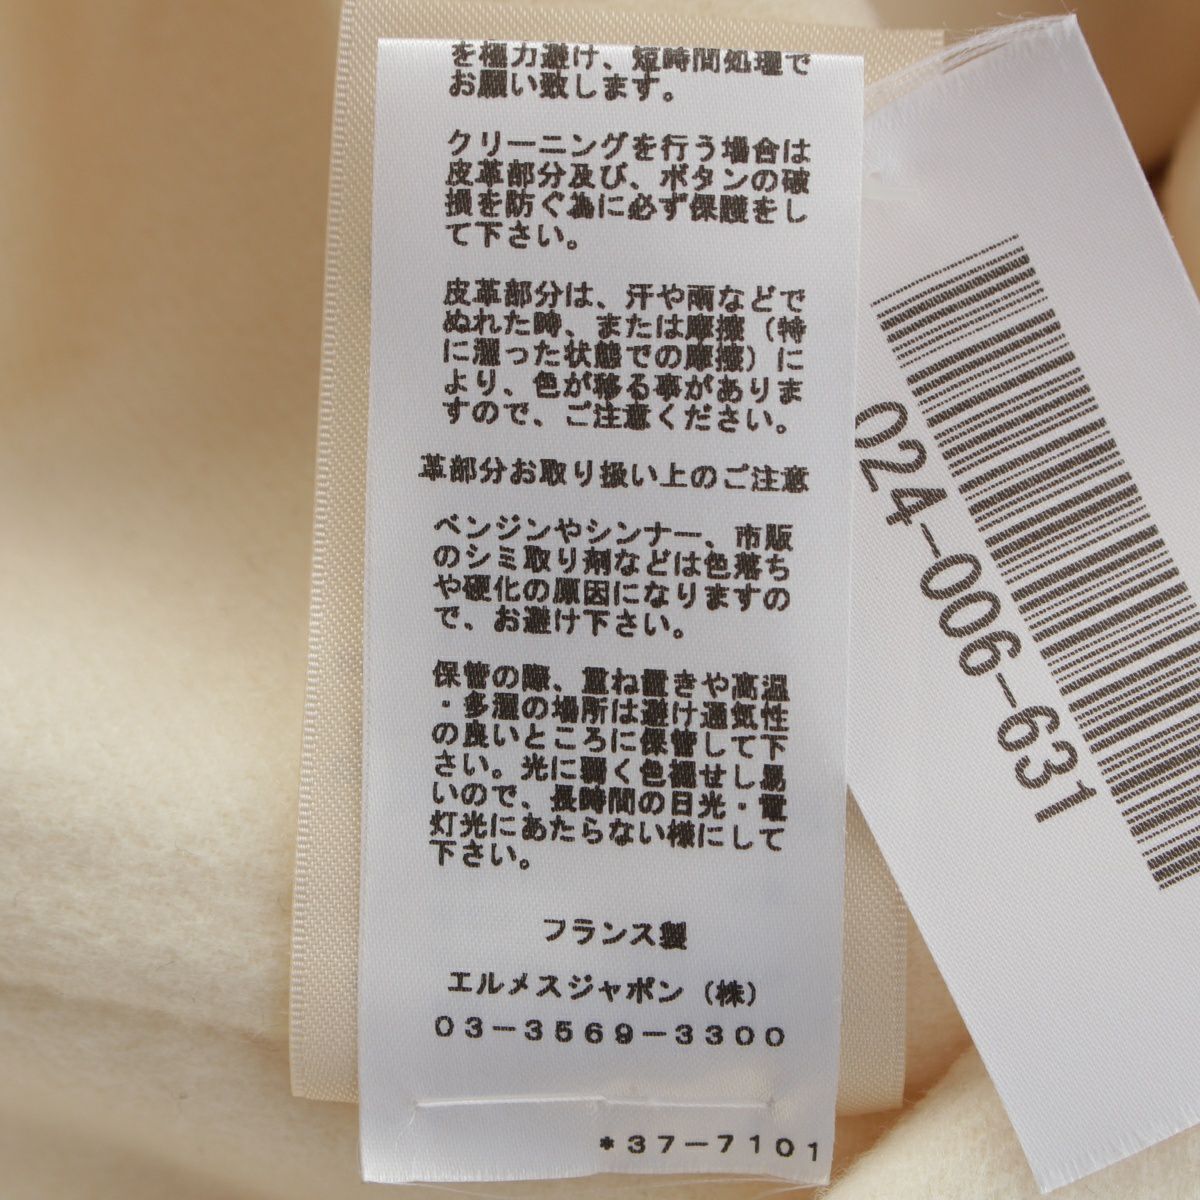 を極力避け、短時間処理で
お願い致します。
クリーニングを行う場合は
皮革部分及び、ボタンの破
損を防ぐ為に必ず保護をし
て下さい。
皮革部分は、汗や雨などで
ぬれた時、または摩擦（特
に湿った状態での摩擦）に
より、色が移る事がありま
すので、ご注意ください。
革部分お取り扱い上のご注意
ベンジンやシンナー、市販
のシミ取り剤などは色落ち
や硬化の原因になりますの
で、お避け下さい。
保管の際、重ね置きや高温
・多湿の場所は避け通気性
の良いところに保管して下
さい。光に弱く色褪せし易
いので、長時間の日光・電
灯光にあたらない様にして
下さい。
フランス製
エルメスジャポン（株）
03-3569-3300
*37-7101
024-006-631